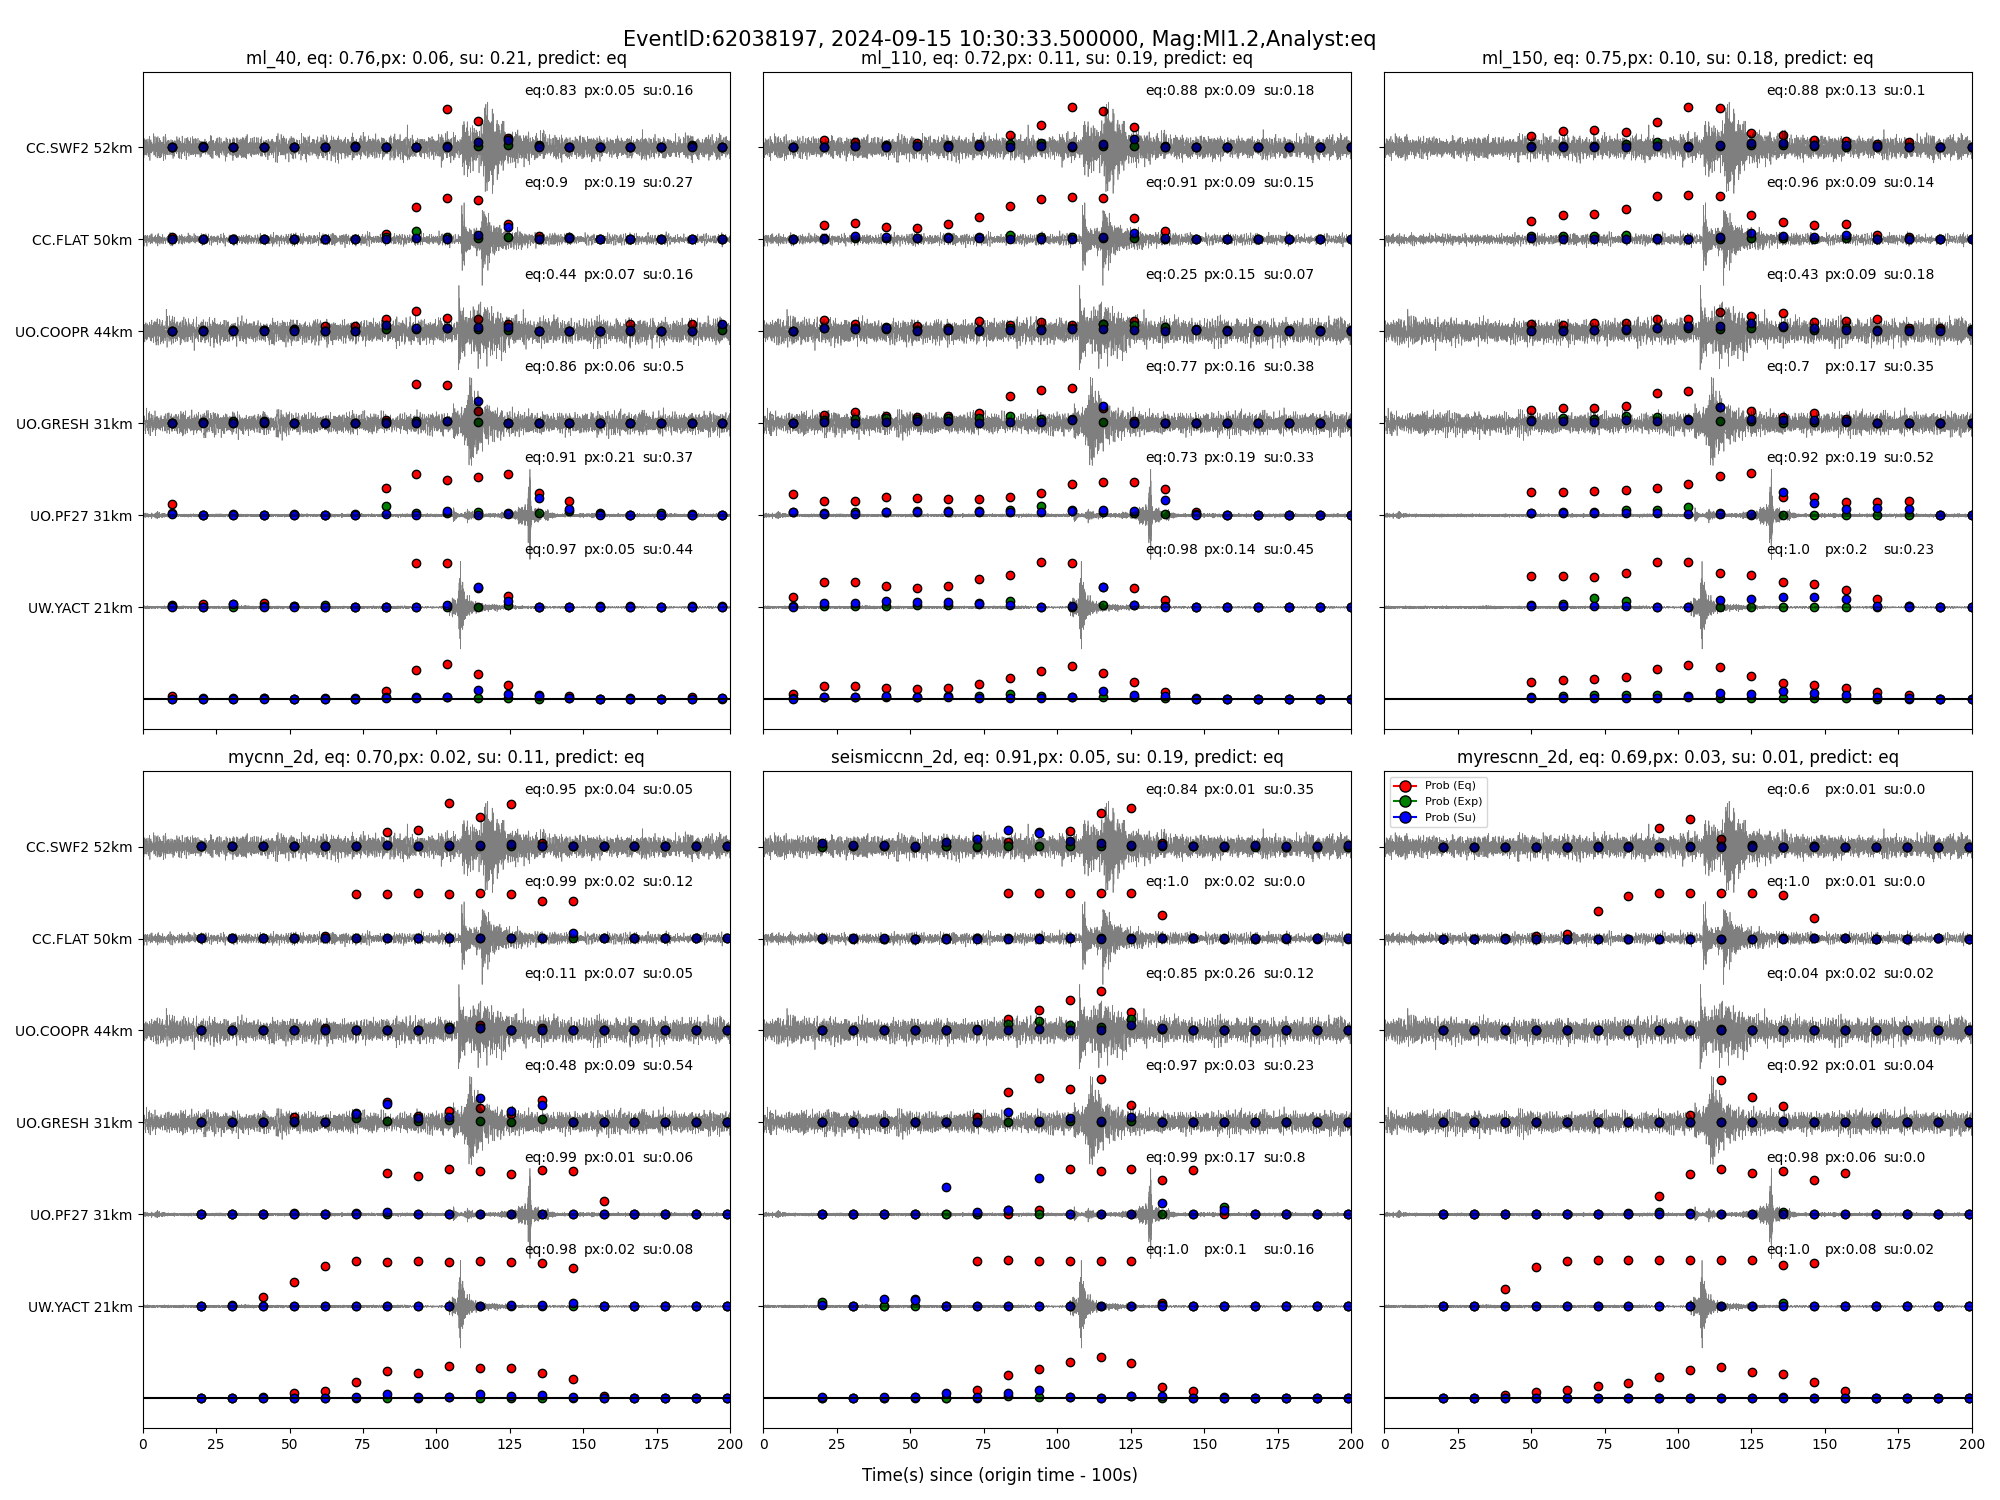 EventID:62038197, 2024-09-15 10:30:33.500000, Mag:Ml1.2,Analyst:eq
ml_40, eq: 0.76,px: 0.06, su: 0.21, predict: eq
eq:0.83 px:0.05 su:0.16
CC.SWF2 52km
eq:0.9 px:0.19 su:0.27
CC.FLAT 50km
eq:0.44 px:0.07 su:0.16
UO.COOPR 44km
eq:0.86 px:0.06 su:0.5
UO.GRESH 31km
eq:0.91 px:0.21 su:0.37
UO.PF27 31km
eq:0.97 px:0.05 su:0.44
UW.YACT 21km
ml_110, eq: 0.72,px: 0.11, su: 0.19, predict: eq
eq:0.88 px:0.09 su:0.18
eq:0.91 px:0.09 su:0.15
eq:0.25 px:0.15 su:0.07
eq:0.77 px:0.16 su:0.38
eq:0.73 px:0.19 su:0.33
eq:0.98 px:0.14 su:0.45
ml_150, eq: 0.75,px: 0.10, su: 0.18, predict: eq
eq:0.88 px:0.13 su:0.1
eq:0.96 px:0.09 su:0.14
eq:0.43 px:0.09 su:0.18
eq:0.7 px:0.17 su:0.35
eq:0.92 px:0.19 su:0.52
eq:1.0 px:0.2 su:0.23
mycnn_2d, eq: 0.70,px: 0.02, su: 0.11, predict: eq
eq:0.95 px:0.04 su:0.05
CC.SWF2 52km
eq:0.99 px:0.02 su:0.12
CC.FLAT 50km
eq:0.11 px:0.07 su:0.05
UO.COOPR 44km
eq:0.48 px:0.09 su:0.54
UO.GRESH 31km
eq:0.99 px:0.01 su:0.06
UO.PF27 31km
eq:0.98 px:0.02 su:0.08
UW.YACT 21km
0 25 50 75 100 125 150 175 200
seismiccnn_2d, eq: 0.91,px: 0.05, su: 0.19, predict: eq
eq:0.84 px:0.01 su:0.35
eq:1.0 px:0.02 su:0.0
eq:0.85 px:0.26 su:0.12
eq:0.97 px:0.03 su:0.23
eq:0.99 px:0.17 su:0.8
eq:1.0 px:0.1 su:0.16
0 25 50 75 100 125 150 175 200
myrescnn_2d, eq: 0.69,px: 0.03, su: 0.01, predict: eq
Prob (Eq)
Prob (Exp)
Prob (Su)
eq:0.6 px:0.01 su:0.0
eq:1.0 px:0.01 su:0.0
eq:0.04 px:0.02 su:0.02
eq:0.92 px:0.01 su:0.04
eq:0.98 px:0.06 su:0.0
eq:1.0 px:0.08 su:0.02
0 25 50 75 100 125 150 175 200
Time(s) since (origin time - 100s)